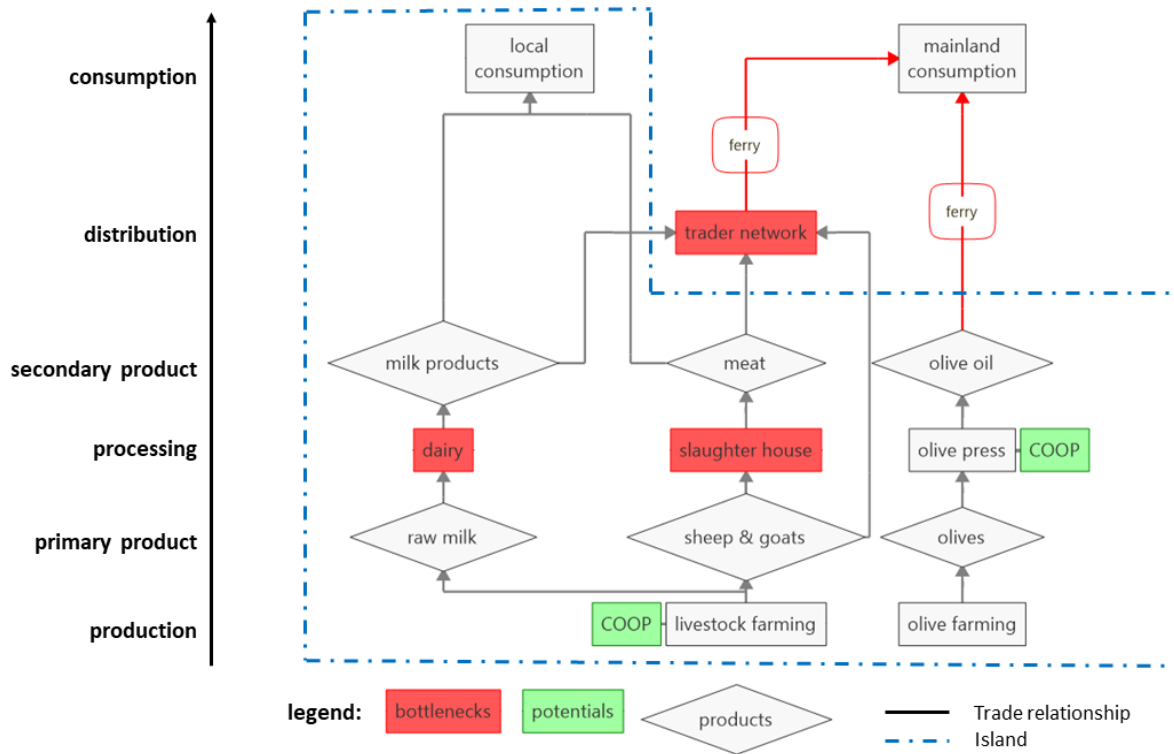 consumption
local
consumption
mainland
consumption
ferry
distribution
trader network
ferry
secondary product
milk products
meat
olive oil
processing
dairy
slaughter house
olive press
COOP
primary product
raw milk
sheep & goats
olives
production
COOP
livestock farming
olive farming
legend:
bottlenecks
potentials
products
Trade relationship
Island